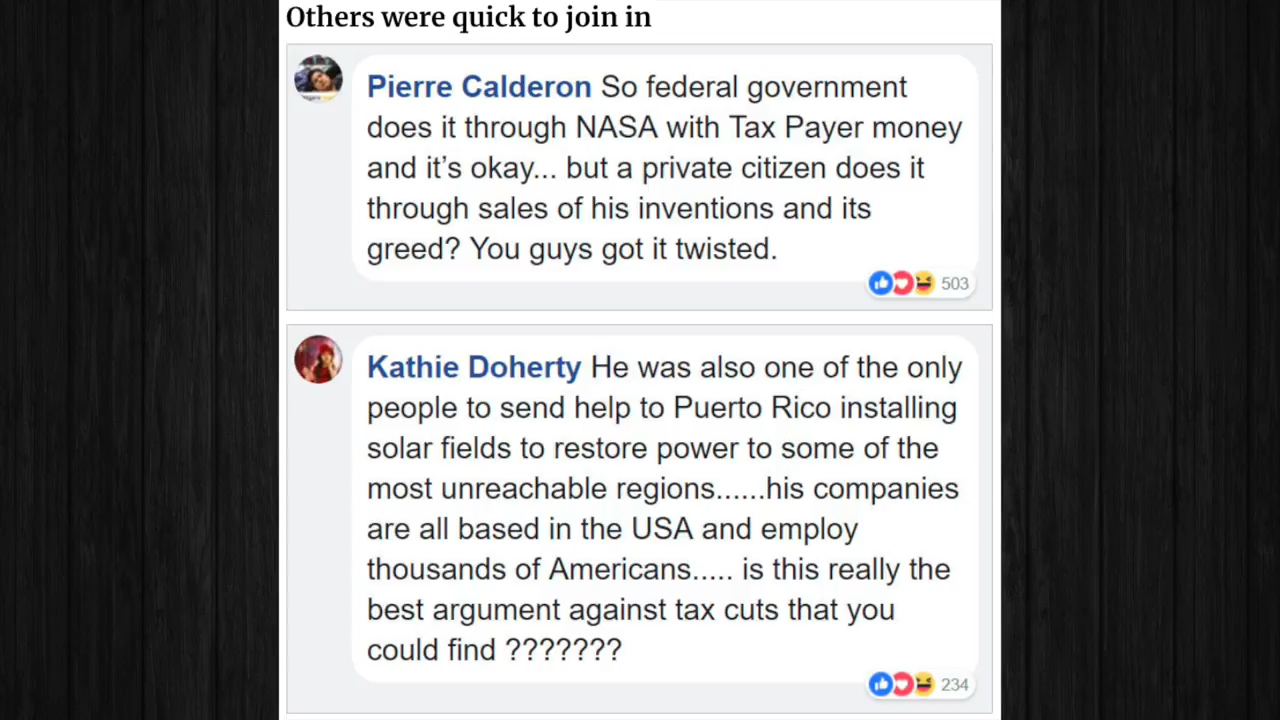 Others were quick to join in
Pierre Calderon So federal government
does it through NASA with Tax Payer money
and it’s okay... but a private citizen does it
through sales of his inventions and its
greed? You guys got it twisted.
503
Kathie Doherty He was also one of the only
people to send help to Puerto Rico installing
solar fields to restore power to some of the
most unreachable regions......his companies
are all based in the USA and employ
thousands of Americans..... is this really the
best argument against tax cuts that you
could find ???????
234